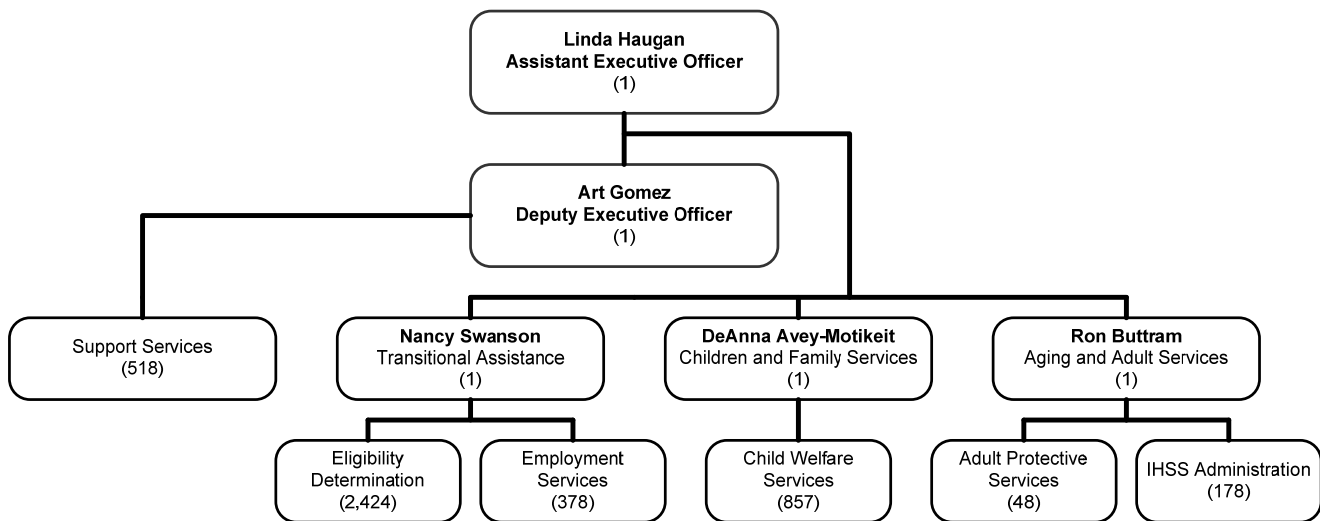 Linda Haugan
Assistant Executive Officer
(1)
Art Gomez
Deputy Executive Officer
(1)
Support Services
(518)
Nancy Swanson
Transitional Assistance
(1)
DeAnna Avey-Motikeit
Children and Family Services
(1)
Ron Buttram
Aging and Adult Services
(1)
Eligibility
Determination
(2,424)
Employment
Services
(378)
Child Welfare
Services
(857)
Adult Protective
Services
(48)
IHSS Administration
(178)